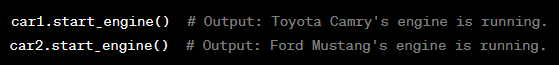 car1.start_engine()  # Output: Toyota Camry's engine is running.
car2.start_engine()  # Output: Ford Mustang's engine is running.